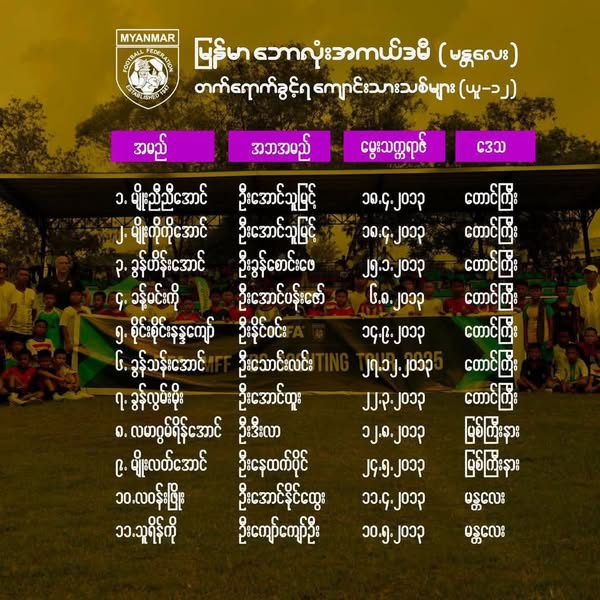 MYANMAR
FOOTBALL FEDERATION
ESTABLISHED 1947
မြန်မာ ဘောလုံးအကယ်ဒမီ (မန္တလေး)
တက်ရောက်ခွင့်ရ ကျောင်းသားသစ်များ (ယူ-၁၂)
အမည် အဘအမည် မွေးသက္ကရာဇ် ဒေသ
၁. မျိုးညီညီအောင် ဦးအောင်သူမြင့် ၁၈.၄.၂၀၁၃ တောင်ကြီး
၂. မျိုးကိုကိုအောင် ဦးအောင်သူမြင့် ၁၈.၄.၂၀၁၃ တောင်ကြီး
၃. ခွန်ဟိန်းအောင် ဦးခွန်စောင်းဖေ ၂၅.၁.၂၀၁၃ တောင်ကြီး
၄. ခန့်မင်းကို ဦးအောင်ပန်းဇော် ၆.၈.၂၀၁၃ တောင်ကြီး
၅. စိုင်းစိုင်းနန္ဒကျော် ဦးနိုင်ဝင်း ၁၄.၉.၂၀၁၃ တောင်ကြီး
၆. ခွန်သန်းအောင် ဦးသောင်းလင်း ၁၇.၁၂.၂၀၁၃ တောင်ကြီး
၇. ခွန်လွမ်းမိုး ဦးအောင်ထူး ၂၂.၃.၂၀၁၃ တောင်ကြီး
၈. လမာဂွမ်ရိန်အောင် ဦးဒီးလာ ၁၂.၈.၂၀၁၃ မြစ်ကြီးနား
၉. မျိုးလတ်အောင် ဦးနေထက်ပိုင် ၂၄.၅.၂၀၁၃ မြစ်ကြီးနား
၁၀.လဝန်းဖြိုး ဦးအောင်နိုင်ထွေး ၁၁.၄.၂၀၁၃ မန္တလေး
၁၁.သူရိန်ကို ဦးကျော်ကျော်ဦး ၁၀.၅.၂၀၁၃ မန္တလေး